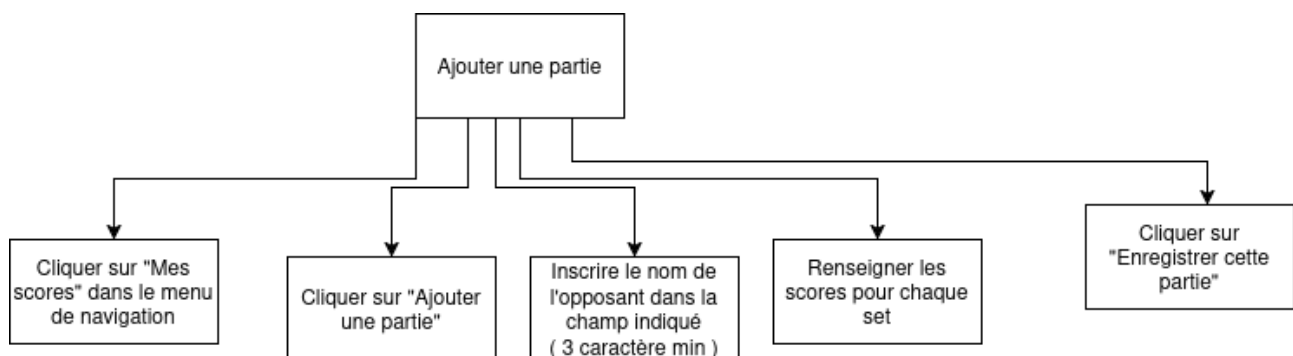 Ajouter une partie
Cliquer sur "Mes
scores" dans le menu
de navigation
Cliquer sur "Ajouter
une partie"
Inscrire le nom de
l'opposant dans la
champ indiqué
( 3 caractère min )
Renseigner les
scores pour chaque
set
Cliquer sur
"Enregistrer cette
partie"